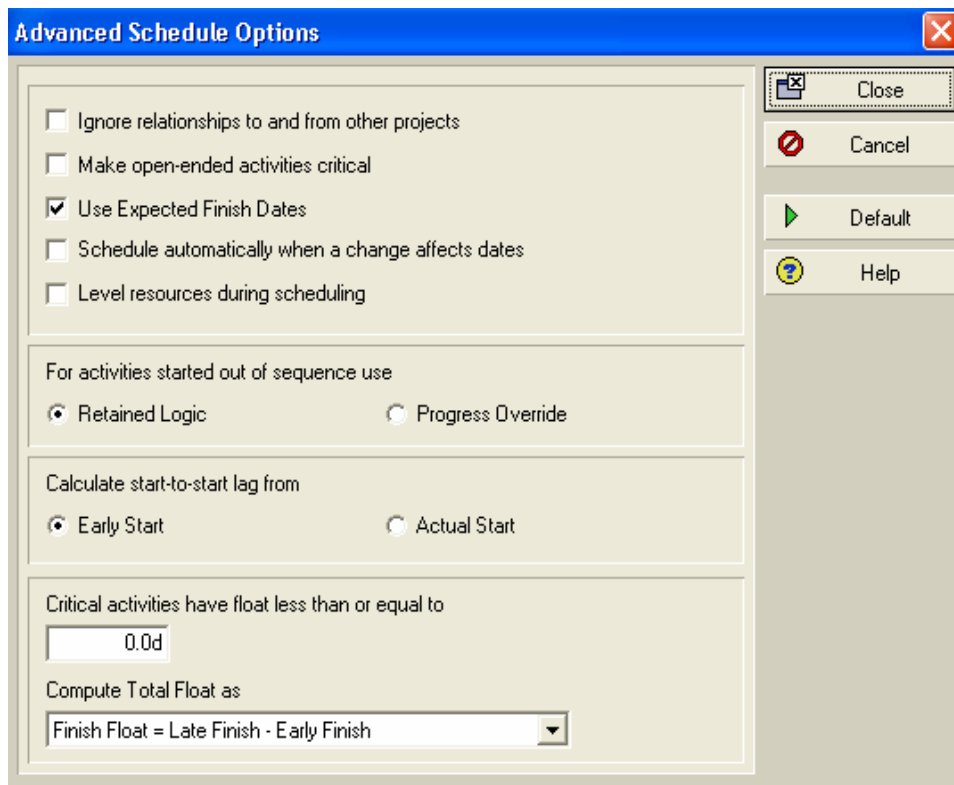 Advanced Schedule Options
Ignore relationships to and from other projects
Make open-ended activities critical
Use Expected Finish Dates
Schedule automatically when a change affects dates
Level resources during scheduling
For activities started out of sequence use
Retained Logic Progress Override
Calculate start-to-start lag from
Early Start Actual Start
Critical activities have float less than or equal to
0.0d
Compute Total Float as
Finish Float = Late Finish - Early Finish
Close
Cancel
Default
Help